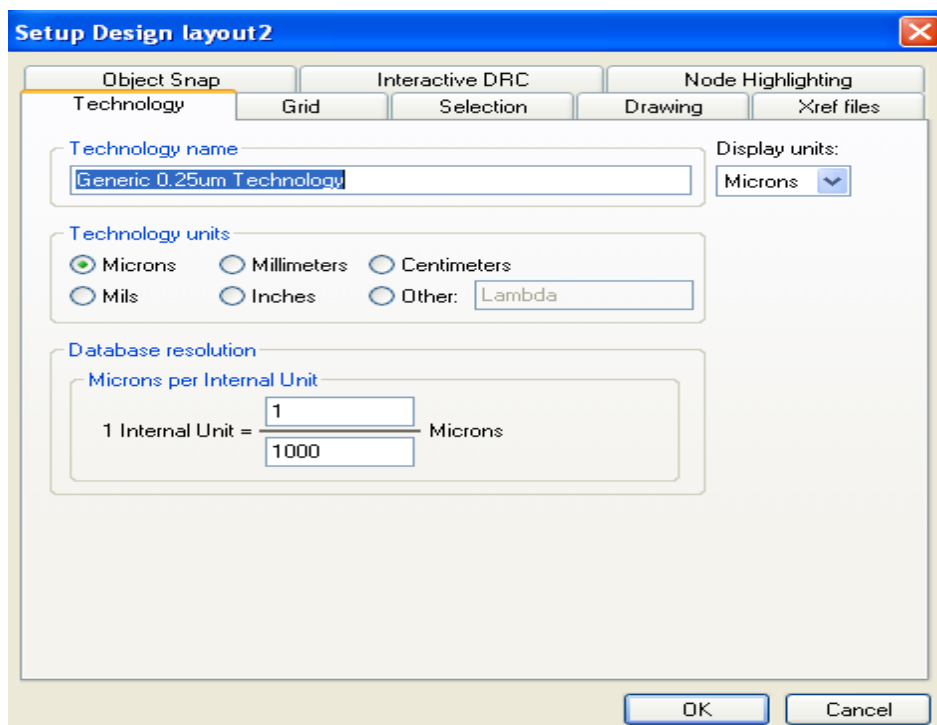 Setup Design layout2
Object Snap Interactive DRC Node Highlighting
Technology Grid Selection Drawing Xref files
Technology name Display units:
Generic 0.25um Technology Microns
Technology units
Microns Millimeters Centimeters
Mils Inches Other: Lambda
Database resolution
Microns per Internal Unit
1
1 Internal Unit = Microns
1000
OK Cancel